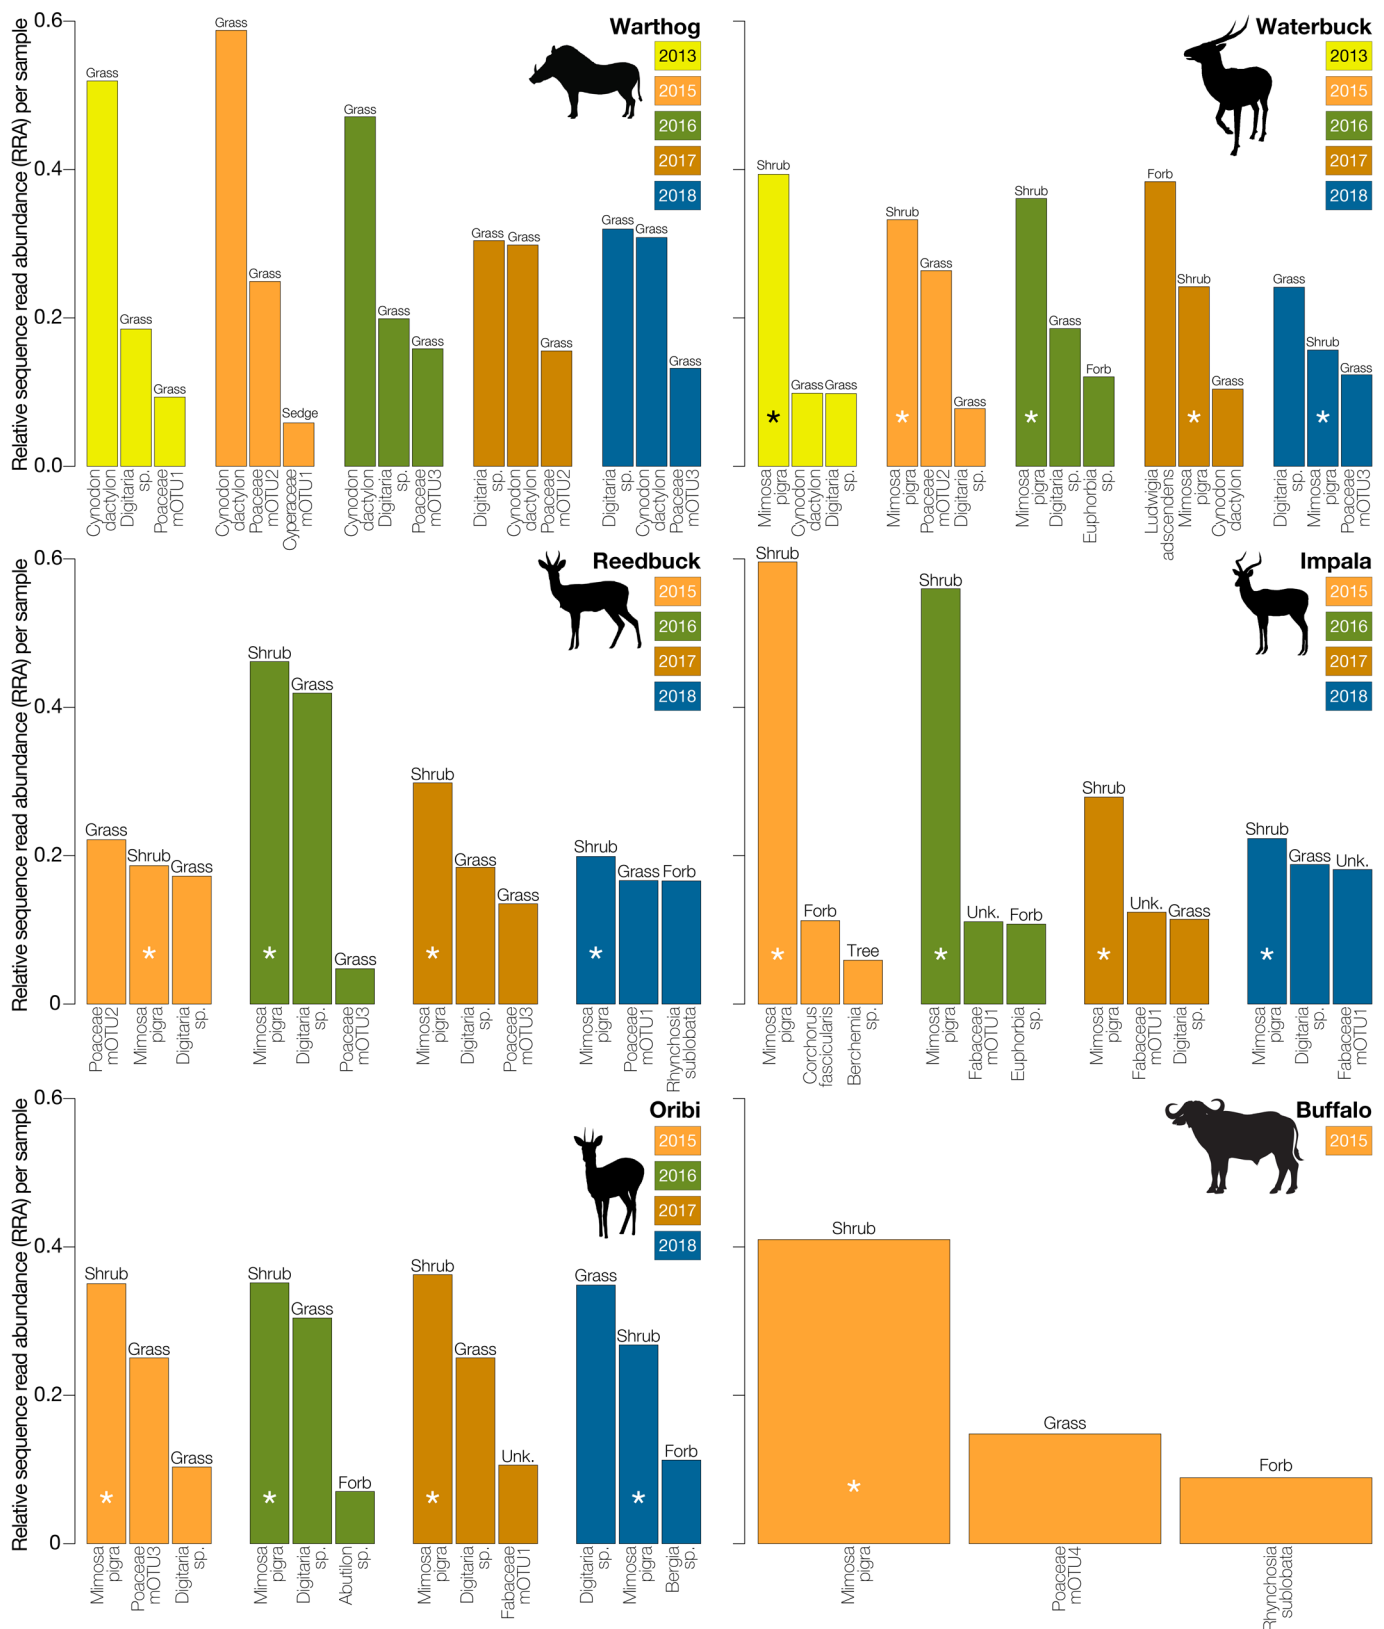 Relative sequence read abundance (RRA) per sample
0.6
0.4
0.2
0.0
Warthog
2013
2015
2016
2017
2018
Grass
Grass
Grass
Grass
Grass
Sedge
Grass
Grass
Grass
Grass
Grass
Grass
Grass
Grass
Grass
Cynodon
dactylon
Digitaria
sp.
Poaceae
mOTU1
Cynodon
dactylon
Poaceae
mOTU2
Cyperaceae
mOTU1
Cynodon
dactylon
Digitaria
sp.
Poaceae
mOTU3
Digitaria
sp.
Cynodon
dactylon
Poaceae
mOTU2
Digitaria
sp.
Cynodon
dactylon
Poaceae
mOTU3
Waterbuck
2013
2015
2016
2017
2018
Shrub
Grass
Grass
Shrub
Grass
Grass
Shrub
Grass
Forb
Forb
Shrub
Grass
Grass
Shrub
Grass
*
*
*
*
*
Mimosa
pigra
Cynodon
dactylon
Digitaria
sp.
Mimosa
pigra
Poaceae
mOTU2
Digitaria
sp.
Mimosa
pigra
Digitaria
sp.
Euphorbia
sp.
Ludwigia
adscendens
Mimosa
pigra
Cynodon
dactylon
Digitaria
sp.
Mimosa
pigra
Poaceae
mOTU3
Relative sequence read abundance (RRA) per sample
0.6
0.4
0.2
0
Reedbuck
2015
2016
2017
2018
Grass
Shrub
Grass
Shrub
Grass
Grass
Shrub
Grass
Grass
Shrub
Grass
Forb
*
*
*
*
Poaceae
mOTU2
Mimosa
pigra
Digitaria
sp.
Mimosa
pigra
Digitaria
sp.
Poaceae
mOTU3
Mimosa
pigra
Digitaria
sp.
Poaceae
mOTU3
Mimosa
pigra
Poaceae
mOTU1
Rhynchosia
sublobata
Impala
2015
2016
2017
2018
Shrub
Forb
Tree
Shrub
Unk.
Forb
Shrub
Unk.
Grass
Shrub
Grass
Unk.
*
*
*
*
Mimosa
pigra
Corchorus
fascicularis
Berchemia
sp.
Mimosa
pigra
Fabaceae
mOTU1
Euphorbia
sp.
Mimosa
pigra
Fabaceae
mOTU1
Digitaria
sp.
Mimosa
pigra
Digitaria
sp.
Fabaceae
mOTU1
Relative sequence read abundance (RRA) per sample
0.6
0.4
0.2
0
Oribi
2015
2016
2017
2018
Shrub
Grass
Grass
Shrub
Grass
Forb
Shrub
Grass
Unk.
Grass
Shrub
Forb
*
*
*
*
Mimosa
pigra
Poaceae
mOTU3
Digitaria
sp.
Mimosa
pigra
Digitaria
sp.
Abutilon
sp.
Mimosa
pigra
Digitaria
sp.
Fabaceae
mOTU1
Digitaria
sp.
Mimosa
pigra
Bergia
sp.
Buffalo
2015
Shrub
Grass
Forb
*
Mimosa
pigra
Poaceae
mOTU4
Rhynchosia
sublobata